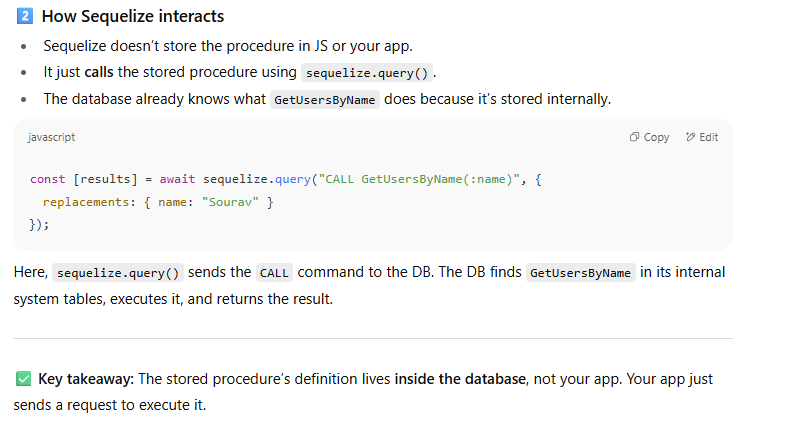 2 How Sequelize interacts
• Sequelize doesn't store the procedure in JS or your app.
• It just calls the stored procedure using sequelize.query().
• The database already knows what GetUsersByName does because it's stored internally.
javascript Copy Edit
const [results] = await sequelize.query("CALL GetUsersByName(:name)", {
  replacements: { name: "Sourav" }
});
Here, sequelize.query() sends the CALL command to the DB. The DB finds GetUsersByName in its internal
system tables, executes it, and returns the result.
✅ Key takeaway: The stored procedure's definition lives inside the database, not your app. Your app just
sends a request to execute it.